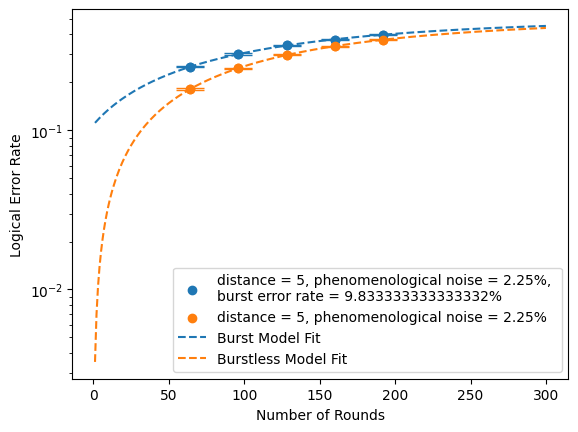 Logical Error Rate
10⁻¹
10⁻²
distance = 5, phenomenological noise = 2.25%,
burst error rate = 9.833333333333332%
distance = 5, phenomenological noise = 2.25%
Burst Model Fit
Burstless Model Fit
0 50 100 150 200 250 300
Number of Rounds